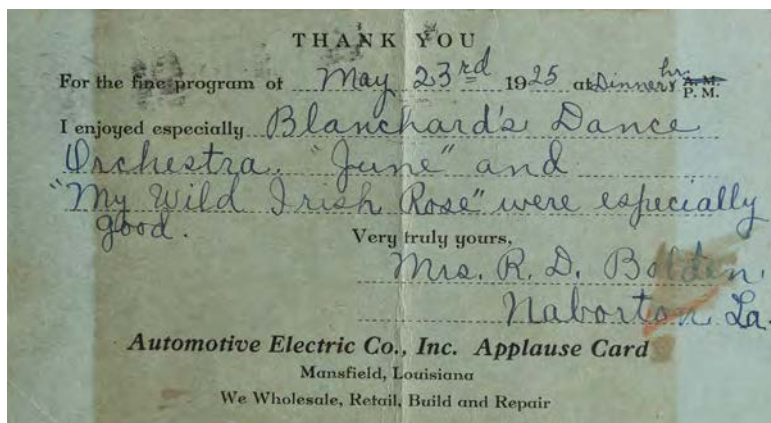 THANK YOU
For the fine program of May 23rd 1925 at Dinner hr. A.M. P.M.
I enjoyed especially Blanchard's Dance
Orchestra. "June" and
"My Wild Irish Rose" were especially
good.
Very truly yours,
Mrs. R. D. Bolden.
Naborton, La.
Automotive Electric Co., Inc. Applause Card
Mansfield, Louisiana
We Wholesale, Retail, Build and Repair